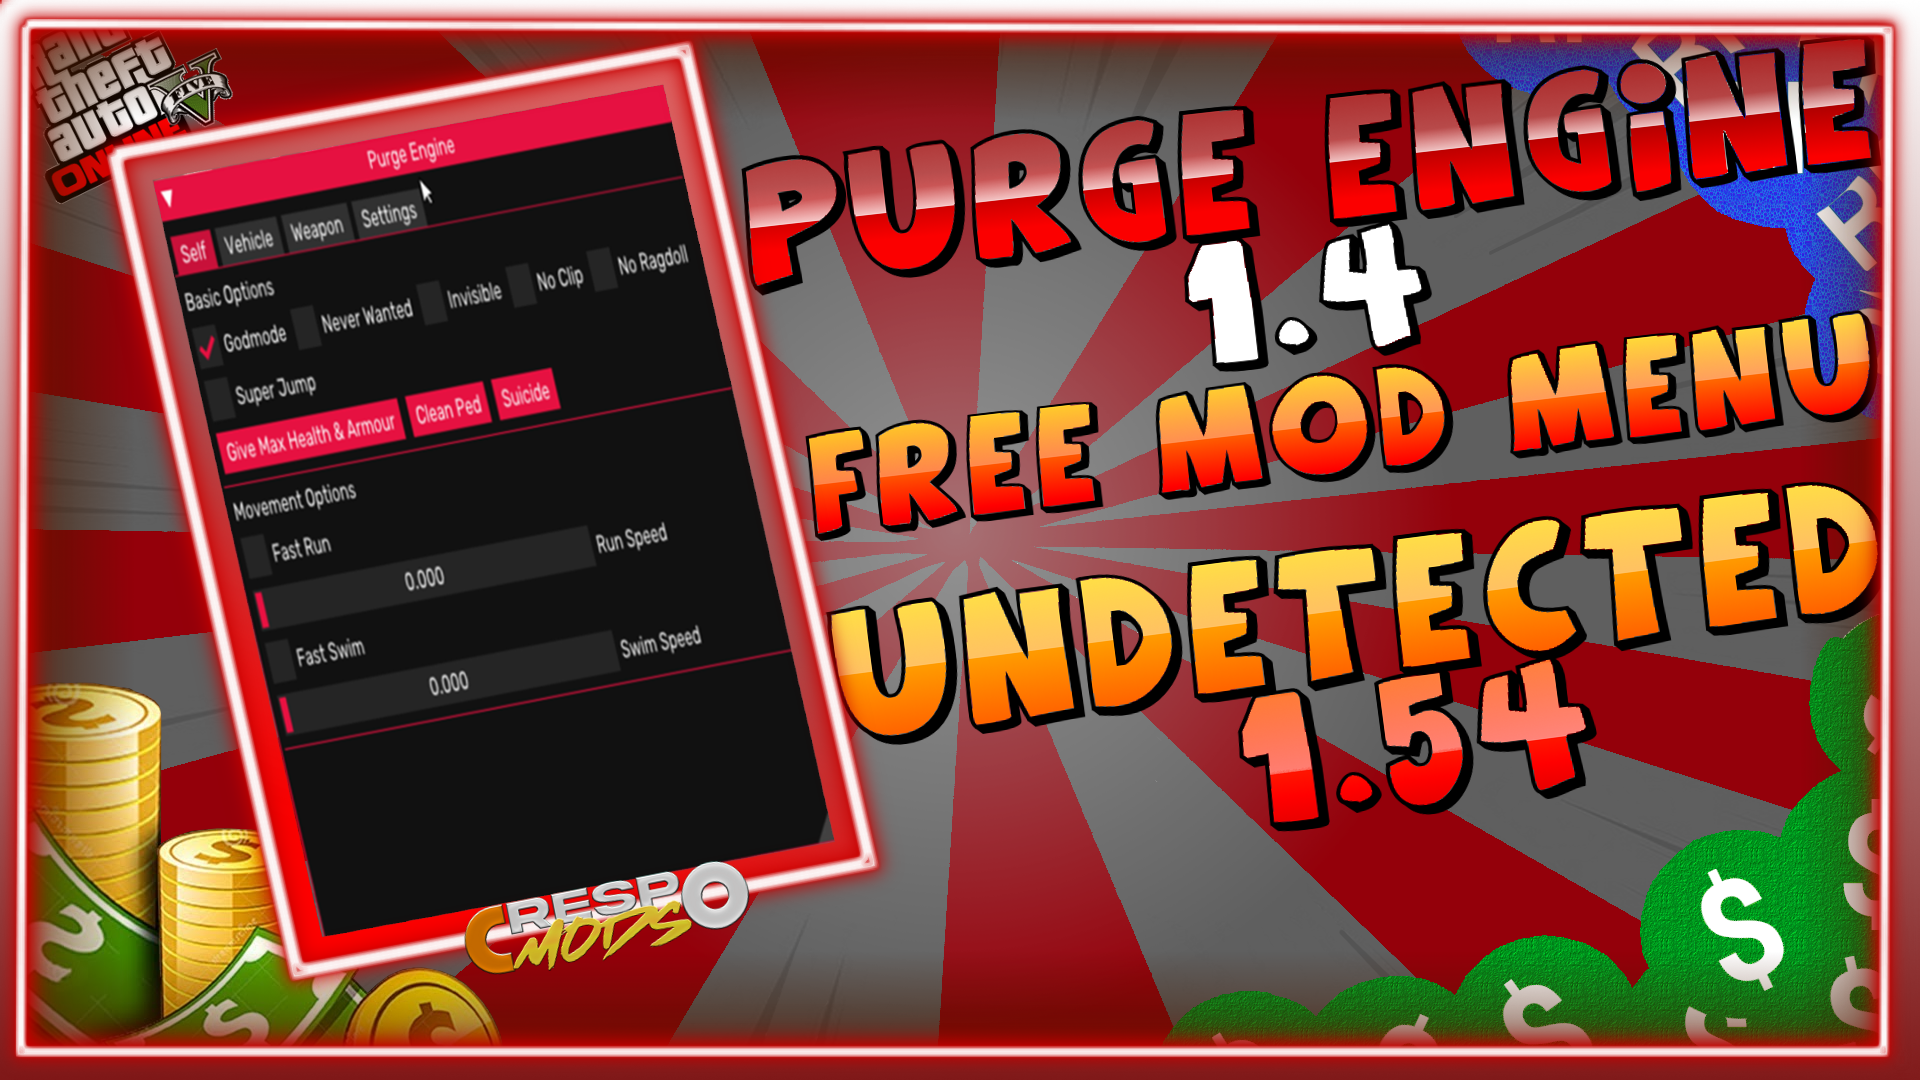 grand
theft
auto
FIVE
ONLINE
Purge Engine
Self Vehicle Weapon Settings
Basic Options
Godmode Never Wanted Invisible No Clip No Ragdoll
Super Jump
Give Max Health & Armour Clean Ped Suicide
Movement Options
Fast Run
0.000 Run Speed
Fast Swim
0.000 Swim Speed
CRESPO
MODS
PURGE ENGiNE
1.4
FREE MOD MENU
UNDETECTED
1.54
RP
$
$
$
$
$